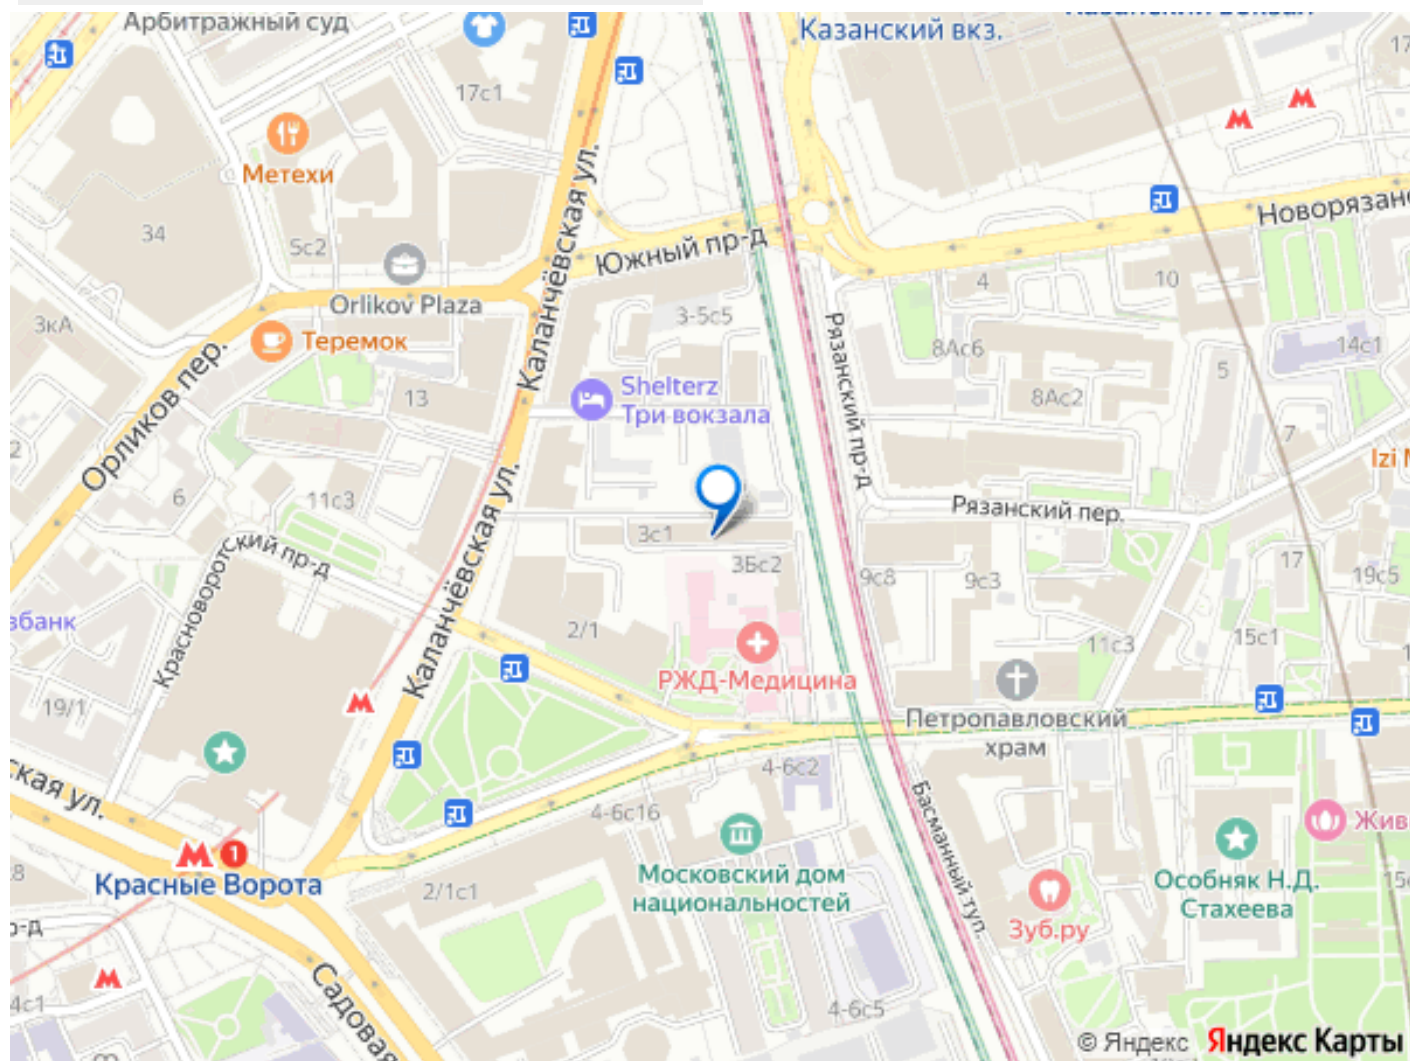 Арбитражный суд
Казанский вкз.
17с1
Метехи
34
5с2
Южный пр-д
Новорязанс
Orlikov Plaza
Каланчёвская ул.
4
10
3кА
Теремок
3-5с5
Рязанский пр-д
8Ас6
14с1
Орликов пер.
13
Shelterz
Три вокзала
8Ас2
5
7
Izi
6
11с3
Каланчёвская ул.
Рязанский пер.
3с1
3Бс2
Красноворотский пр-д
9с8
9с3
17
19с5
збанк
2/1
11с3
15с1
РЖД-Медицина
19/1
Петропавловский
храм
ская ул.
4-6с2
Басманный туп.
4-6с16
Жив
1
Красные Ворота
2/1с1
Московский дом
национальностей
Особняк Н.Д.
Стахеева
Зуб.ру
Садовая
4с1
4-6с5
© Яндекс Яндекс Карты